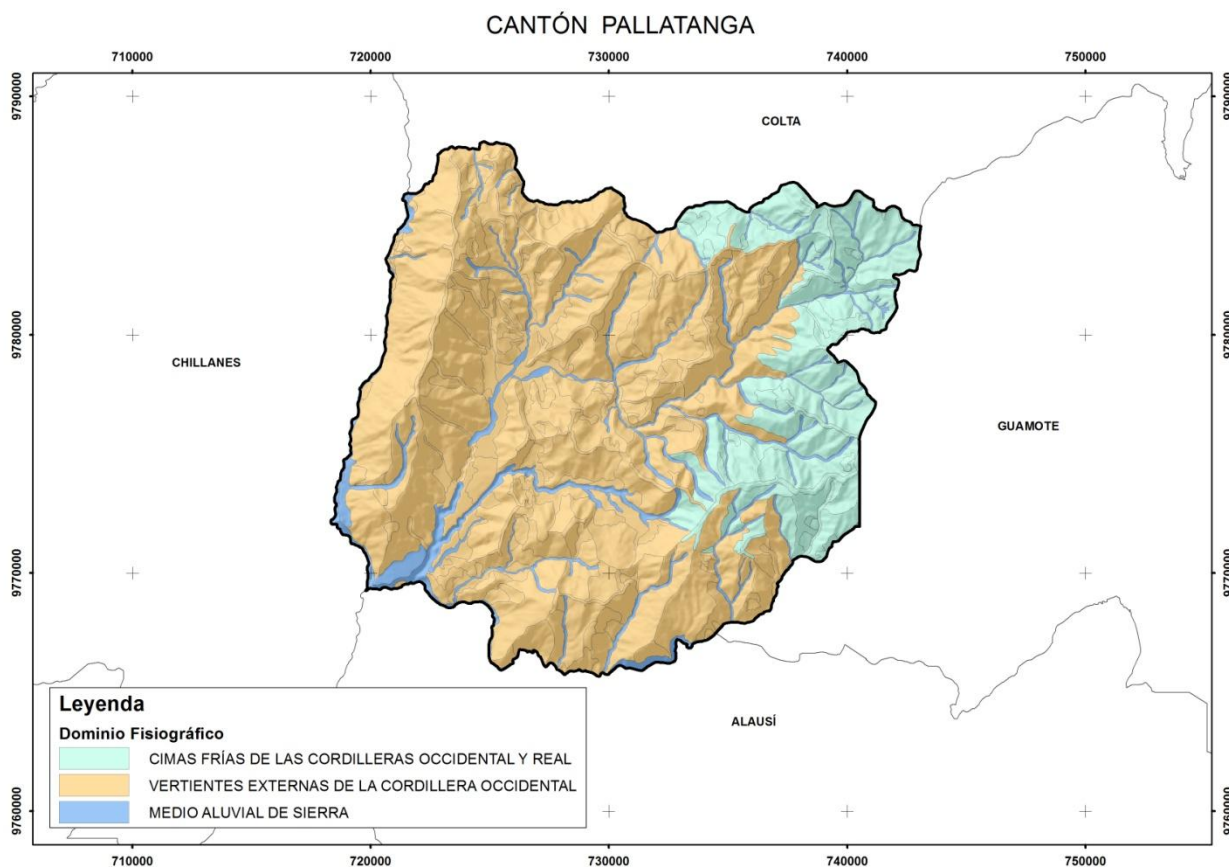 CANTÓN PALLATANGA
710000 720000 730000 740000 750000
9790000 9790000
COLTA
9780000 9780000
CHILLANES
GUAMOTE
9770000 9770000
ALAUSÍ
Leyenda
Dominio Fisiográfico
CIMAS FRÍAS DE LAS CORDILLERAS OCCIDENTAL Y REAL
VERTIENTES EXTERNAS DE LA CORDILLERA OCCIDENTAL
MEDIO ALUVIAL DE SIERRA
9760000 9760000
710000 720000 730000 740000 750000